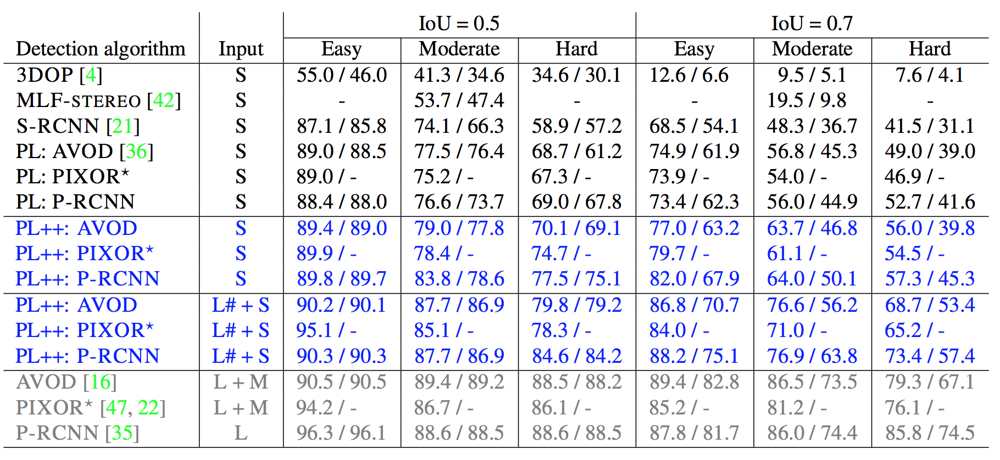 IoU = 0.5 IoU = 0.7
Detection algorithm Input Easy Moderate Hard Easy Moderate Hard
3DOP [4] S 55.0 / 46.0 41.3 / 34.6 34.6 / 30.1 12.6 / 6.6 9.5 / 5.1 7.6 / 4.1
MLF-STEREO [42] S - 53.7 / 47.4 - - 19.5 / 9.8 -
S-RCNN [21] S 87.1 / 85.8 74.1 / 66.3 58.9 / 57.2 68.5 / 54.1 48.3 / 36.7 41.5 / 31.1
PL: AVOD [36] S 89.0 / 88.5 77.5 / 76.4 68.7 / 61.2 74.9 / 61.9 56.8 / 45.3 49.0 / 39.0
PL: PIXOR* S 89.0 / - 75.2 / - 67.3 / - 73.9 / - 54.0 / - 46.9 / -
PL: P-RCNN S 88.4 / 88.0 76.6 / 73.7 69.0 / 67.8 73.4 / 62.3 56.0 / 44.9 52.7 / 41.6
PL++: AVOD S 89.4 / 89.0 79.0 / 77.8 70.1 / 69.1 77.0 / 63.2 63.7 / 46.8 56.0 / 39.8
PL++: PIXOR* S 89.9 / - 78.4 / - 74.7 / - 79.7 / - 61.1 / - 54.5 / -
PL++: P-RCNN S 89.8 / 89.7 83.8 / 78.6 77.5 / 75.1 82.0 / 67.9 64.0 / 50.1 57.3 / 45.3
PL++: AVOD L# + S 90.2 / 90.1 87.7 / 86.9 79.8 / 79.2 86.8 / 70.7 76.6 / 56.2 68.7 / 53.4
PL++: PIXOR* L# + S 95.1 / - 85.1 / - 78.3 / - 84.0 / - 71.0 / - 65.2 / -
PL++: P-RCNN L# + S 90.3 / 90.3 87.7 / 86.9 84.6 / 84.2 88.2 / 75.1 76.9 / 63.8 73.4 / 57.4
AVOD [16] L + M 90.5 / 90.5 89.4 / 89.2 88.5 / 88.2 89.4 / 82.8 86.5 / 73.5 79.3 / 67.1
PIXOR* [47, 22] L + M 94.2 / - 86.7 / - 86.1 / - 85.2 / - 81.2 / - 76.1 / -
P-RCNN [35] L 96.3 / 96.1 88.6 / 88.5 88.6 / 88.5 87.8 / 81.7 86.0 / 74.4 85.8 / 74.5